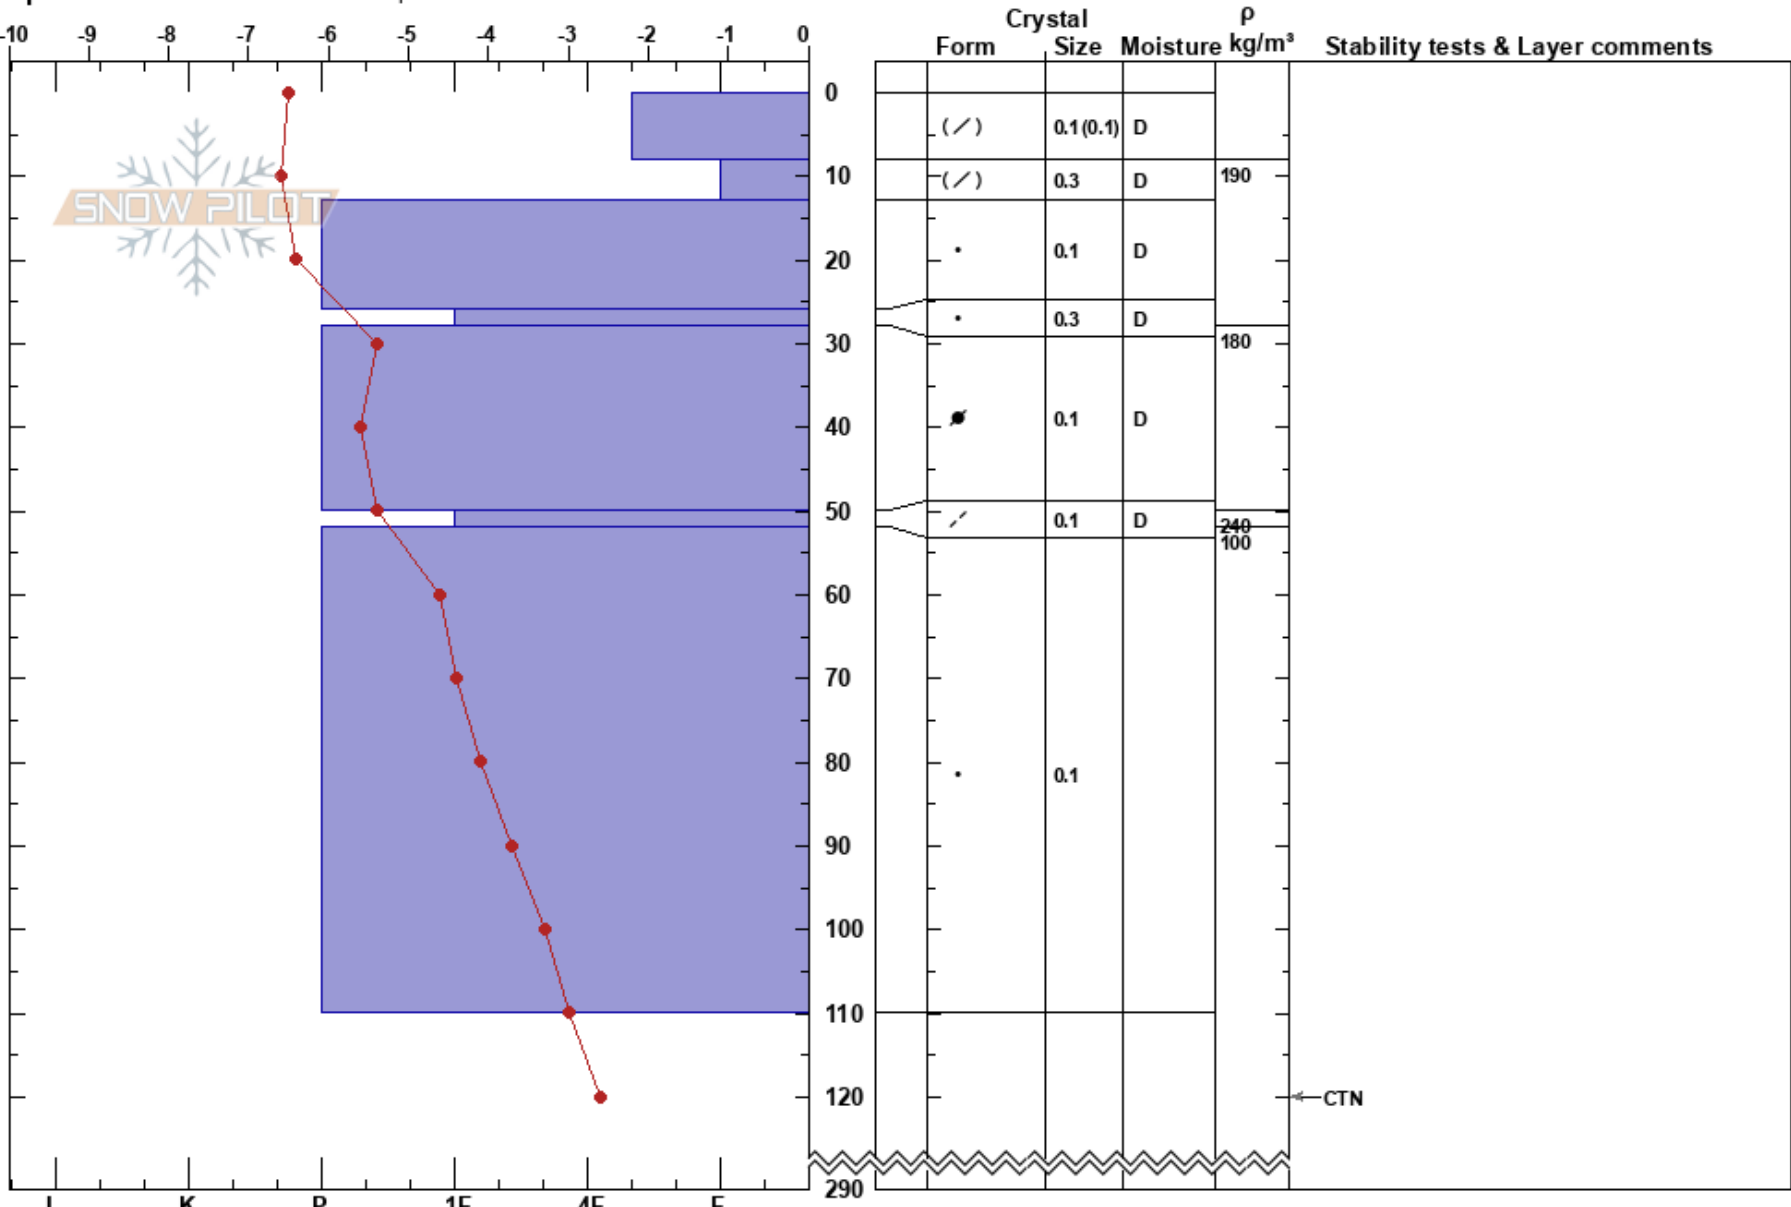 Crystal ρ
-10 -9 -8 -7 -6 -5 -4 -3 -2 -1 0 Form Size Moisture kg/m³ Stability tests & Layer comments
0
(/) 0.1 (0.1) D
SNOW PILOT
10 (/) 0.3 D 190
• 0.1 D
20
• 0.3 D
30 180
40 0.1 D
50 0.1 D 240
100
60
70
• 0.1
80
90
100
110
120 CTN
290
I K P 1F 4F F